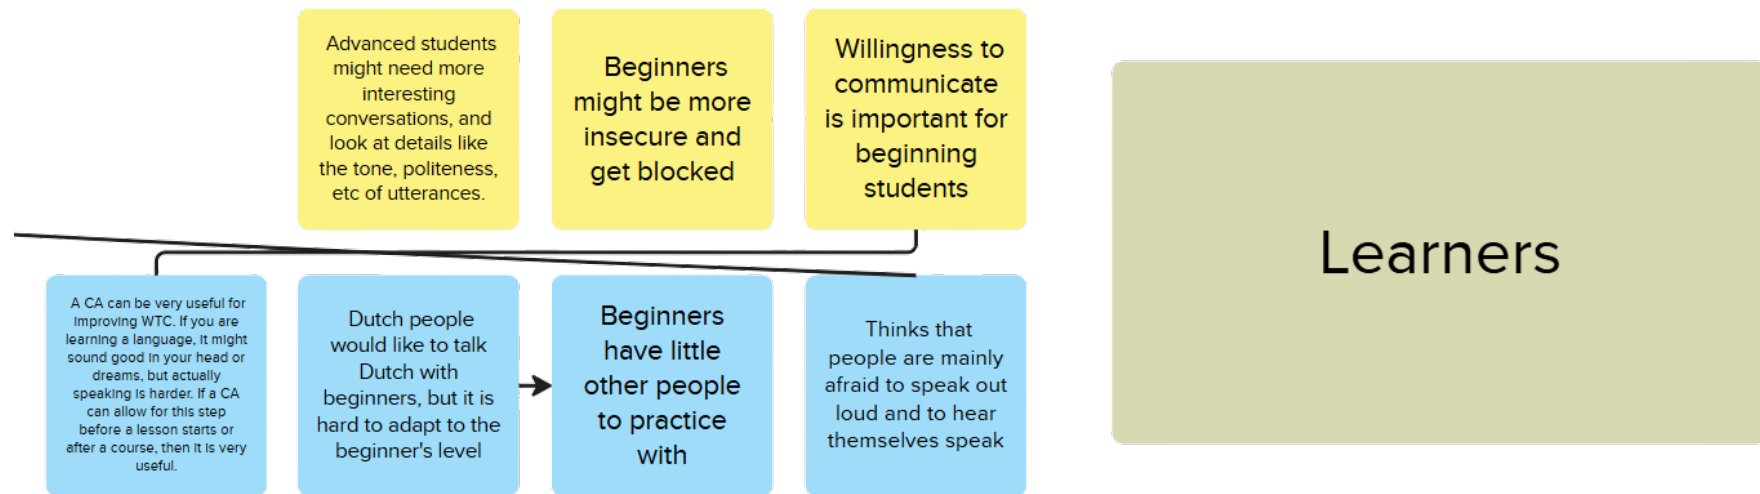 Advanced students
might need more
interesting
conversations, and
look at details like
the tone, politeness,
etc of utterances.
Beginners
might be more
insecure and
get blocked
Willingness to
communicate
is important for
beginning
students
Learners
A CA can be very useful for
improving WTC. If you are
learning a language, it might
sound good in your head or
dreams, but actually
speaking is harder. If a CA
can allow for this step
before a lesson starts or
after a course, then it is very
useful.
Dutch people
would like to talk
Dutch with
beginners, but it is
hard to adapt to the
beginner's level
Beginners
have little
other people
to practice
with
Thinks that
people are mainly
afraid to speak out
loud and to hear
themselves speak